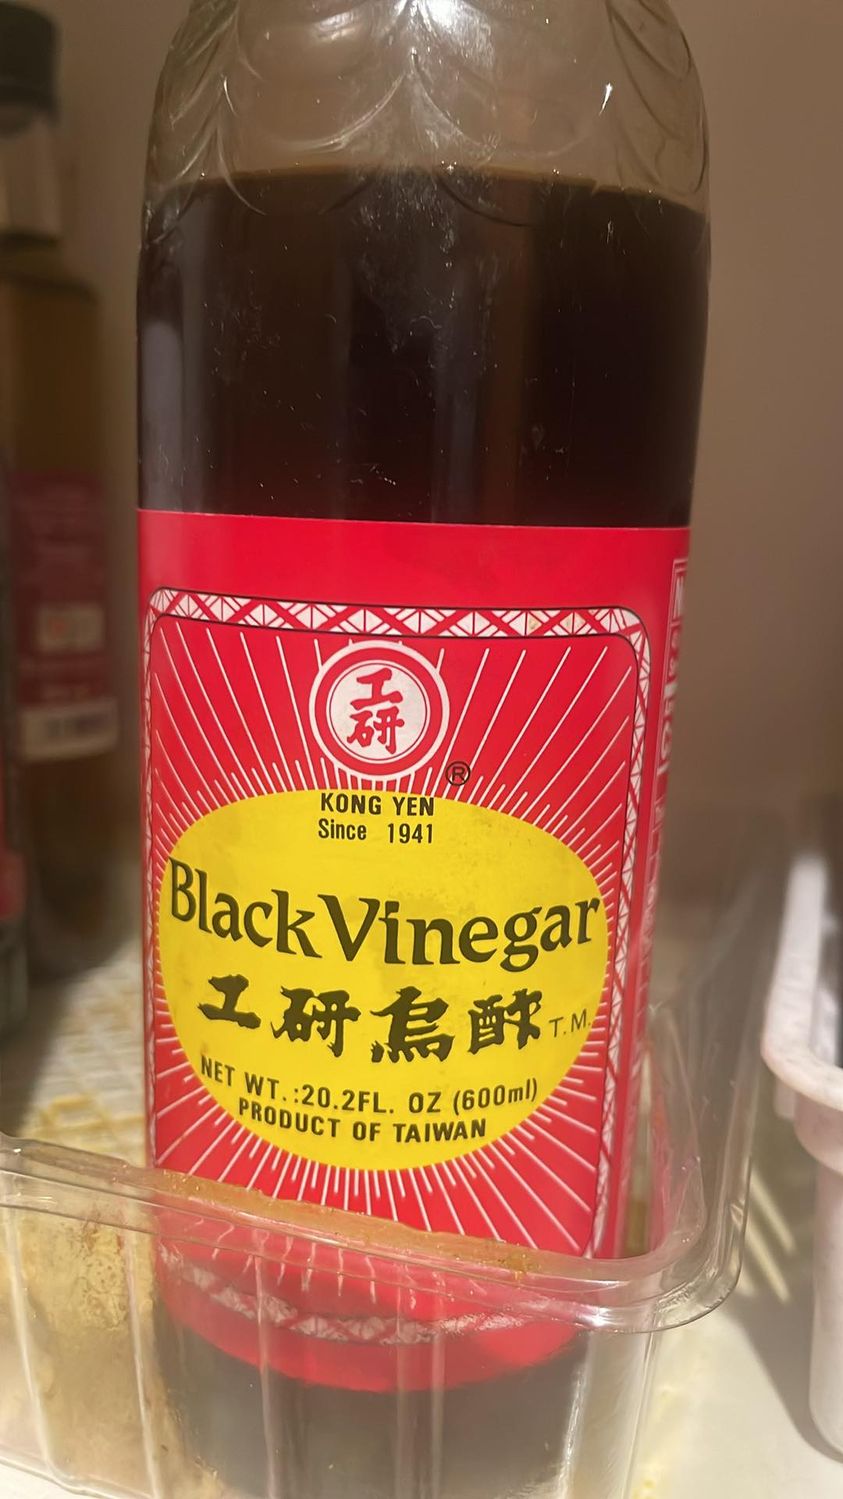 工
研
®
KONG YEN
Since 1941
Black Vinegar
工研烏酢 T.M.
NET WT.:20.2FL. OZ (600ml)
PRODUCT OF TAIWAN